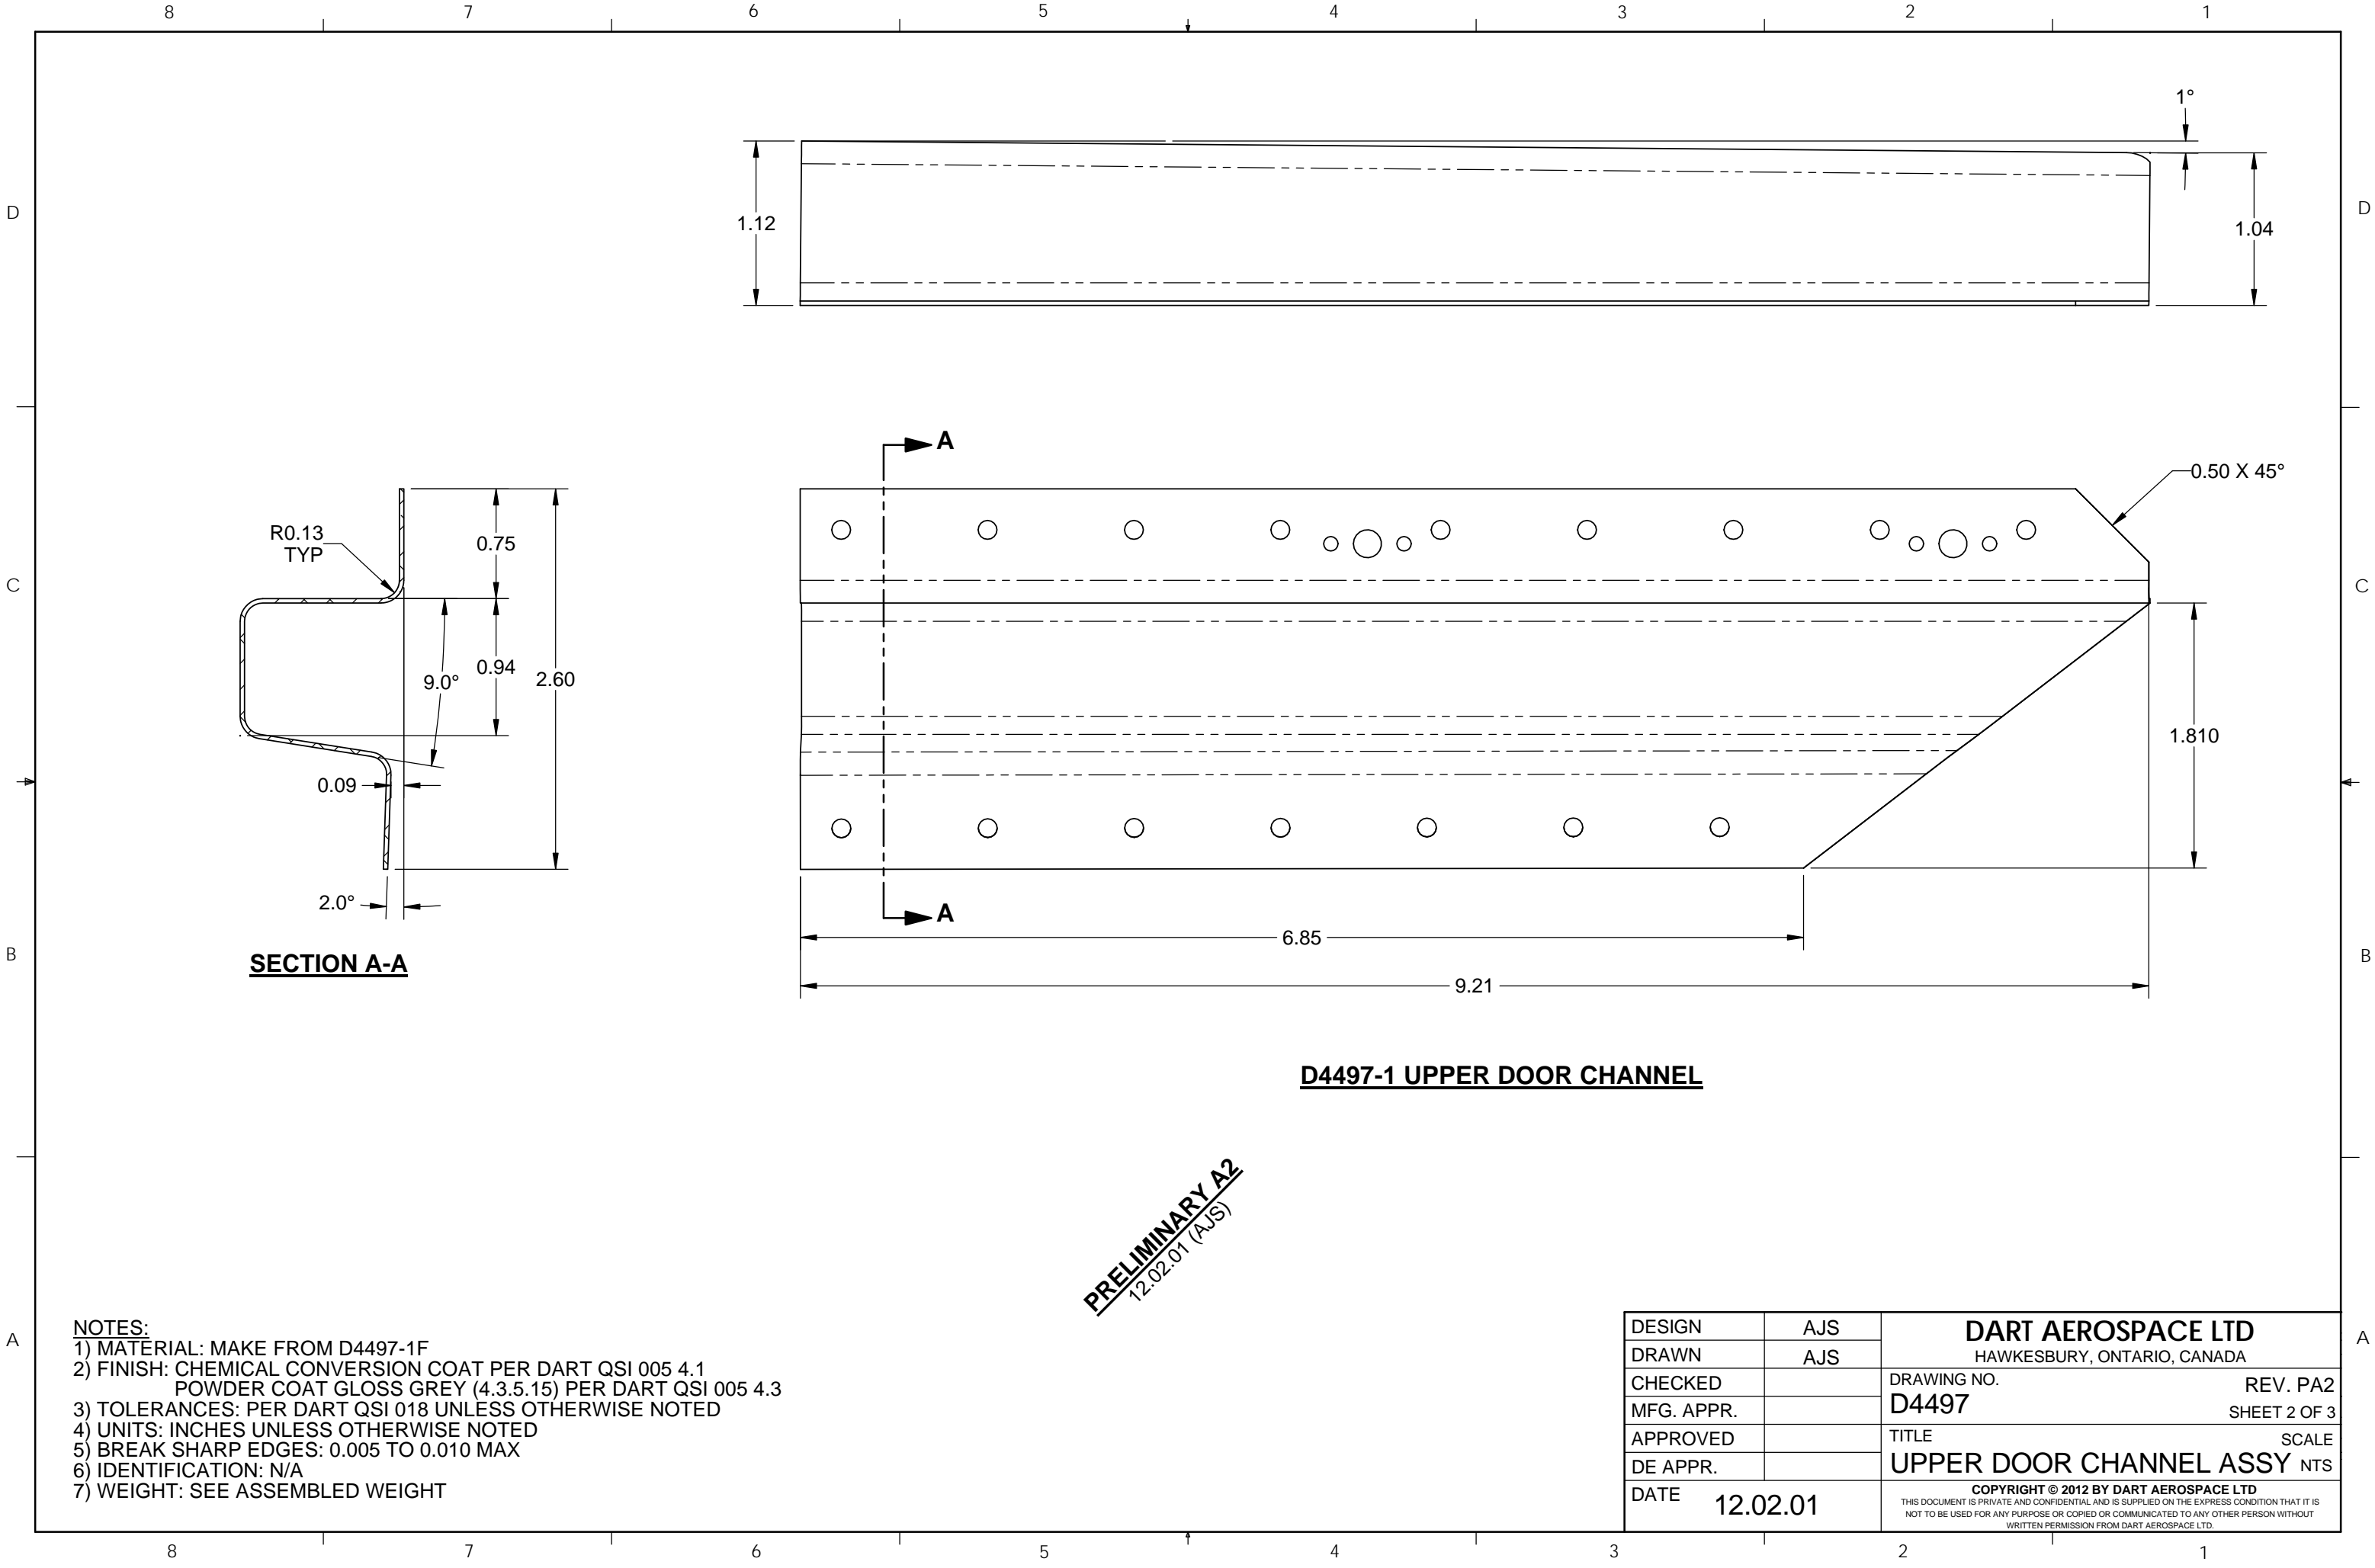 8 7 6 5 4 3 2 1
1°
D
1.12
1.04
D
A
0.50 X 45°
R0.13
TYP
0.75
C
C
9.0°
0.94
2.60
1.810
0.09
2.0°
A
6.85
B
SECTION A-A
B
9.21
D4497-1 UPPER DOOR CHANNEL
PRELIMINARY A2
12.02.01 (AJS)
A
A
NOTES:
1) MATERIAL: MAKE FROM D4497-1F
2) FINISH: CHEMICAL CONVERSION COAT PER DART QSI 005 4.1
POWDER COAT GLOSS GREY (4.3.5.15) PER DART QSI 005 4.3
3) TOLERANCES: PER DART QSI 018 UNLESS OTHERWISE NOTED
4) UNITS: INCHES UNLESS OTHERWISE NOTED
5) BREAK SHARP EDGES: 0.005 TO 0.010 MAX
6) IDENTIFICATION: N/A
7) WEIGHT: SEE ASSEMBLED WEIGHT
DESIGN AJS
DRAWN AJS
CHECKED
MFG. APPR.
APPROVED
DE APPR.
DATE 12.02.01
DART AEROSPACE LTD
HAWKESBURY, ONTARIO, CANADA
DRAWING NO. REV. PA2
D4497 SHEET 2 OF 3
TITLE SCALE
UPPER DOOR CHANNEL ASSY NTS
COPYRIGHT © 2012 BY DART AEROSPACE LTD
THIS DOCUMENT IS PRIVATE AND CONFIDENTIAL AND IS SUPPLIED ON THE EXPRESS CONDITION THAT IT IS
NOT TO BE USED FOR ANY PURPOSE OR COPIED OR COMMUNICATED TO ANY OTHER PERSON WITHOUT
WRITTEN PERMISSION FROM DART AEROSPACE LTD.
8 7 6 5 4 3 2 1